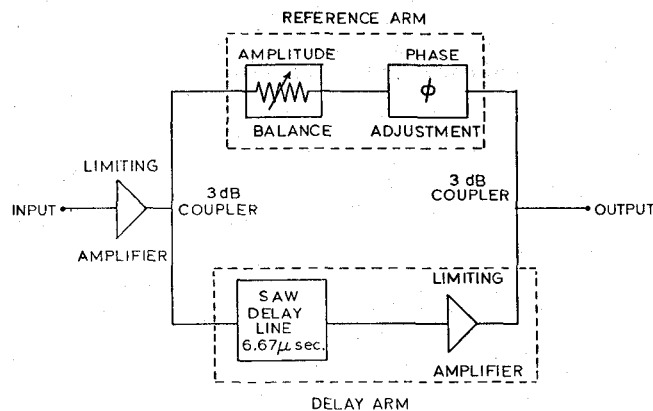 REFERENCE ARM
AMPLITUDE
PHASE
ϕ
BALANCE
ADJUSTMENT
LIMITING
3 dB
COUPLER
3 dB
COUPLER
INPUT
OUTPUT
AMPLIFIER
SAW
DELAY
LINE
6.67μ sec.
LIMITING
AMPLIFIER
DELAY ARM